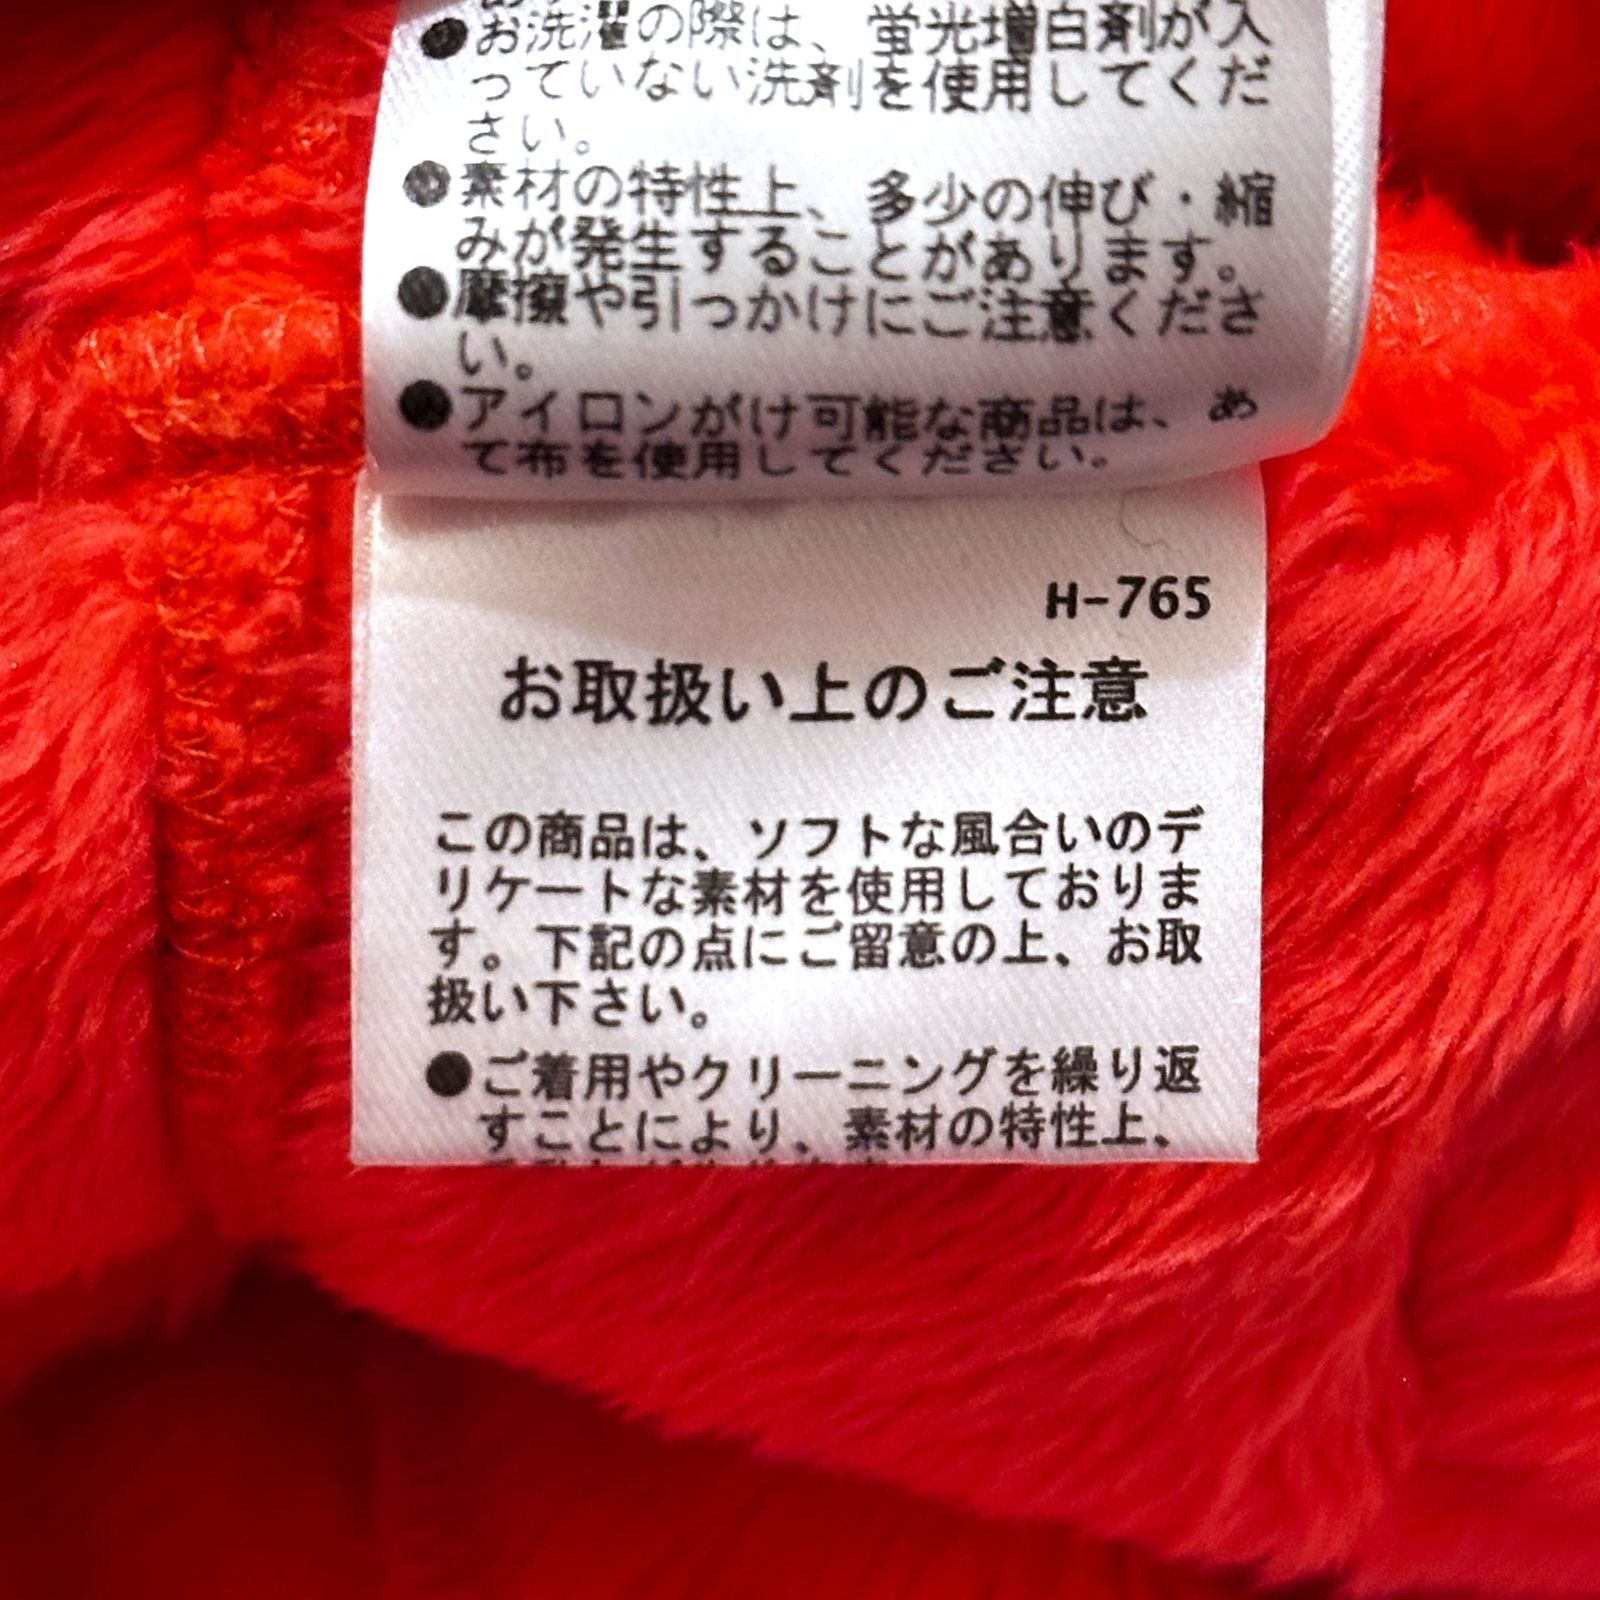 ●お洗濯の際は、蛍光増白剤が入
っていない洗剤を使用してくだ
さい。
●素材の特性上、多少の伸び・縮
みが発生することがあります。
●摩擦や引っかけにご注意くださ
い。
●アイロンがけ可能な商品は、あ
て布を使用してください。
H-765
お取扱い上のご注意
この商品は、ソフトな風合いのデ
リケートな素材を使用しておりま
す。下記の点にご留意の上、お取
扱い下さい。
●ご着用やクリーニングを繰り返
すことにより、素材の特性上、